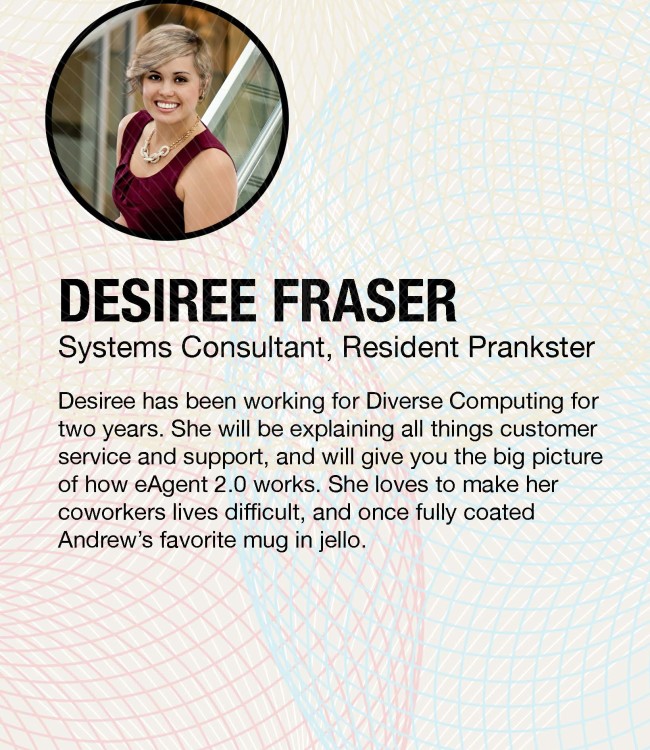 DESIREE FRASER
Systems Consultant, Resident Prankster
Desiree has been working for Diverse Computing for
two years. She will be explaining all things customer
service and support, and will give you the big picture
of how eAgent 2.0 works. She loves to make her
coworkers lives difficult, and once fully coated
Andrew’s favorite mug in jello.